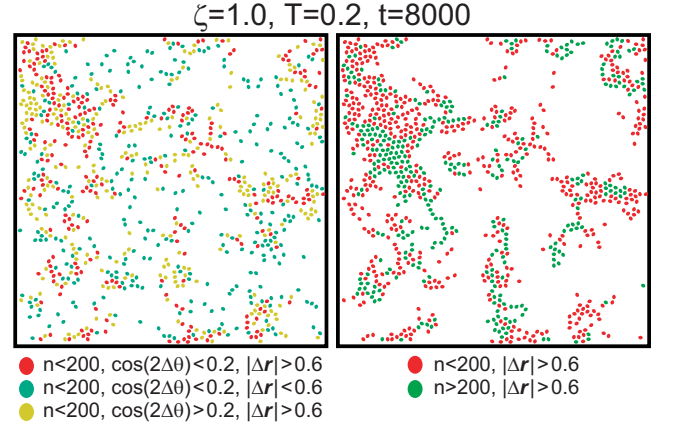 ζ=1.0, T=0.2, t=8000
n<200, cos(2Δθ)<0.2, |Δr|>0.6
n<200, cos(2Δθ)<0.2, |Δr|<0.6
n<200, cos(2Δθ)>0.2, |Δr|>0.6
n<200, |Δr|>0.6
n>200, |Δr|>0.6